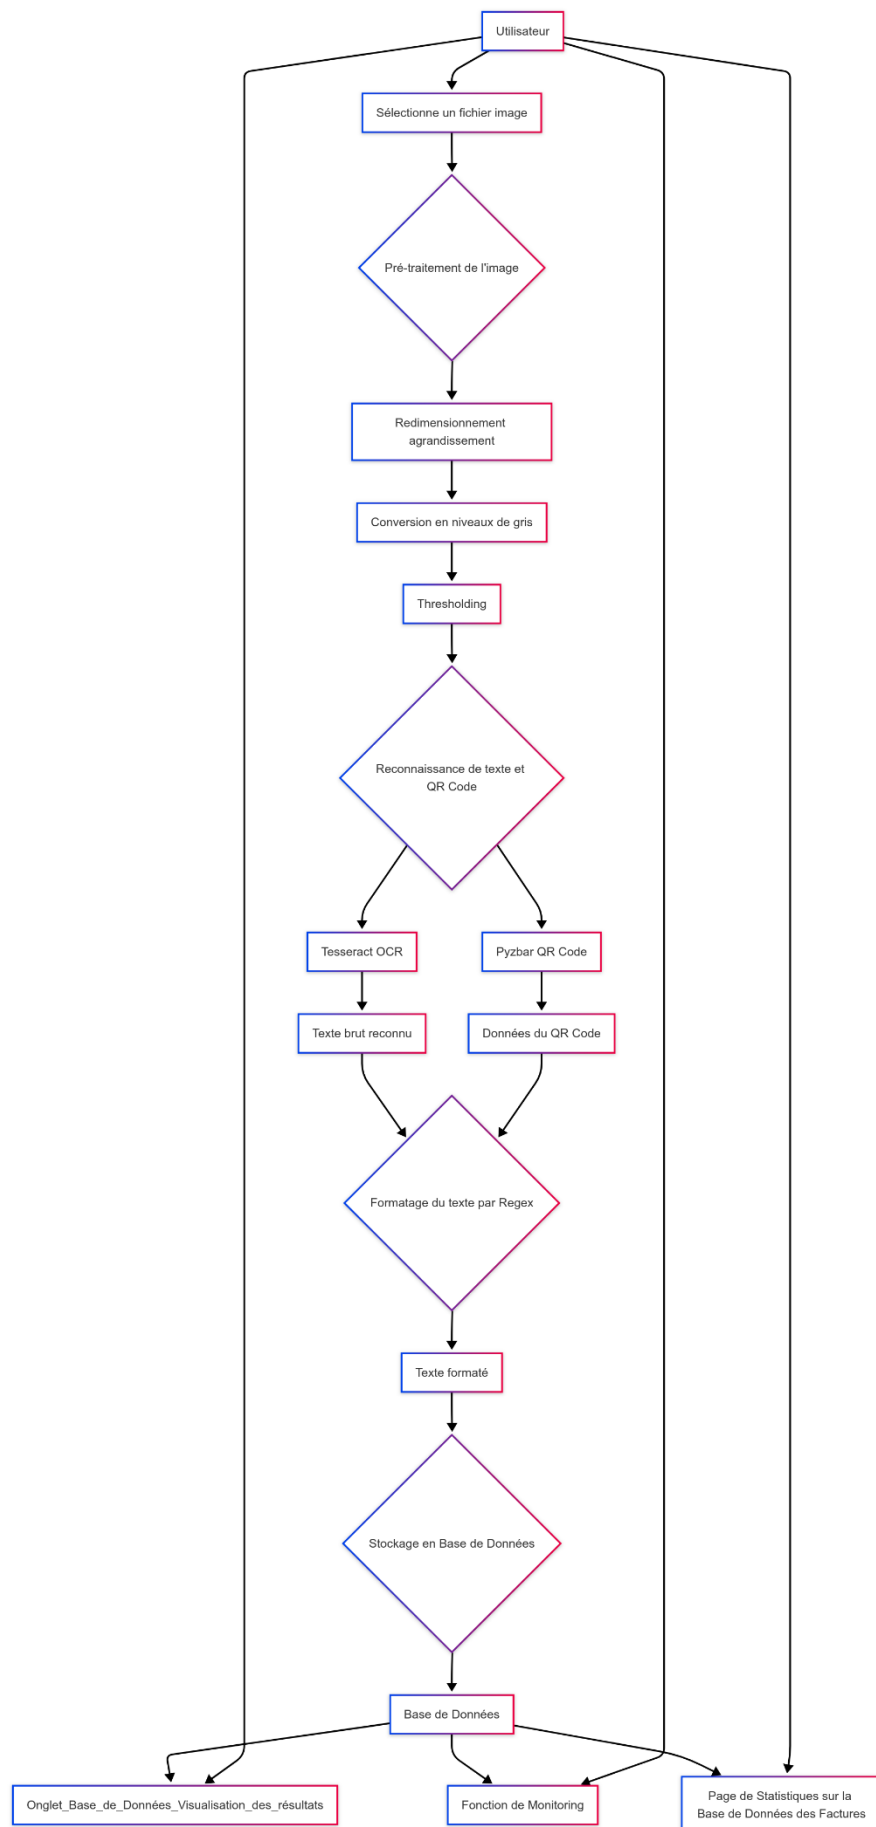 Utilisateur
Sélectionne un fichier image
Pré-traitement de l'image
Redimensionnement
agrandissement
Conversion en niveaux de gris
Thresholding
Reconnaissance de texte et
QR Code
Tesseract OCR
Pyzbar QR Code
Texte brut reconnu
Données du QR Code
Formatage du texte par Regex
Texte formaté
Stockage en Base de Données
Base de Données
Onglet_Base_de_Données_Visualisation_des_résultats
Fonction de Monitoring
Page de Statistiques sur la
Base de Données des Factures